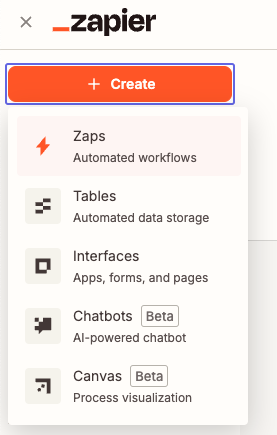 _zapier
+ Create
Zaps
Automated workflows
Tables
Automated data storage
Interfaces
Apps, forms, and pages
Chatbots Beta
AI-powered chatbot
Canvas Beta
Process visualization